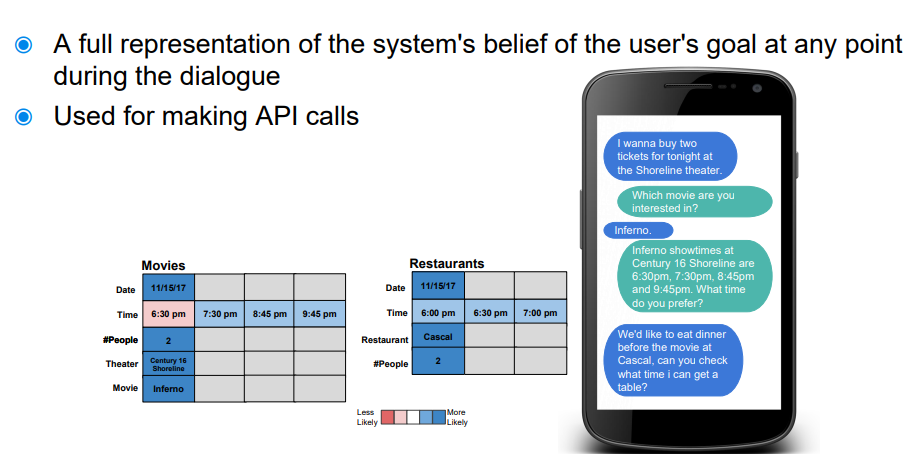 A full representation of the system's belief of the user's goal at any point
during the dialogue
Used for making API calls
Movies
Date 11/15/17
Time 6:30 pm 7:30 pm 8:45 pm 9:45 pm
#People 2
Theater Century 16
Shoreline
Movie Inferno
Restaurants
Date 11/15/17
Time 6:00 pm 6:30 pm 7:00 pm
Restaurant Cascal
#People 2
Less
Likely
More
Likely
I wanna buy two
tickets for tonight at
the Shoreline theater.
Which movie are you
interested in?
Inferno.
Inferno showtimes at
Century 16 Shoreline are
6:30pm, 7:30pm, 8:45pm
and 9:45pm. What time
do you prefer?
We'd like to eat dinner
before the movie at
Cascal, can you check
what time i can get a
table?